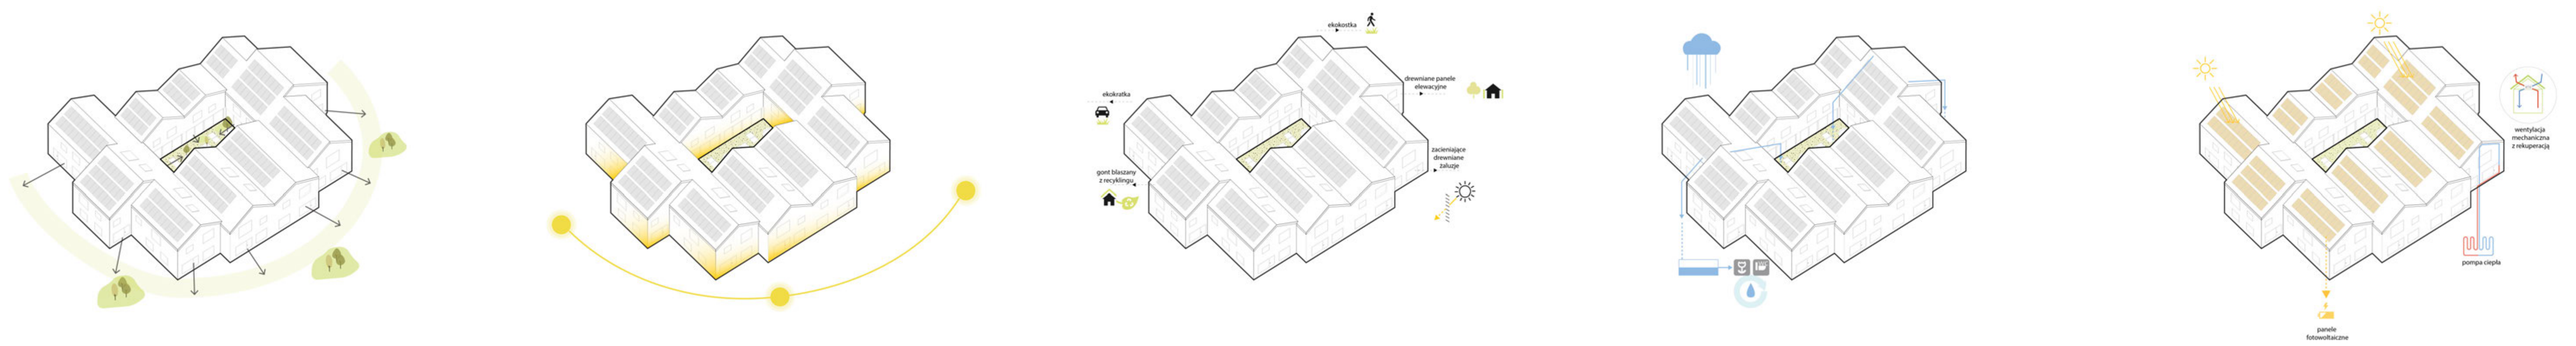 ekokostka
drewniane panele
elewacyjne
ekokratka
zacieniające
drewniane
żaluzje
gont blaszany
z recyklingu
wentylacja
mechaniczna
z rekuperacją
pompa ciepła
panele
fotowoltaiczne